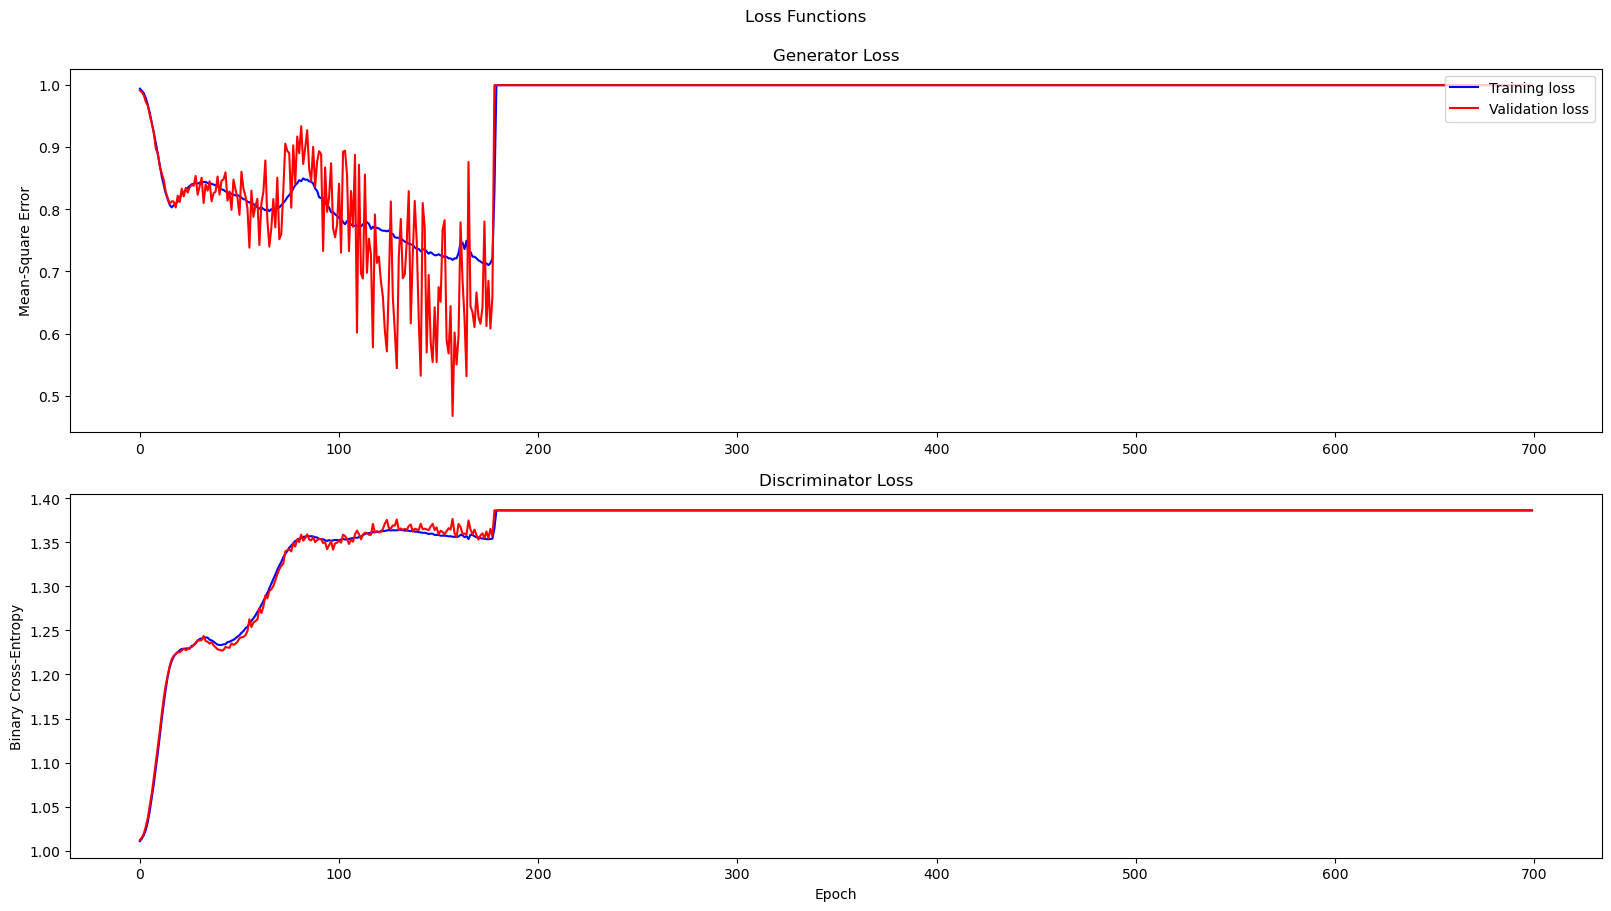 Loss Functions
Generator Loss
Mean-Square Error
1.0
0.9
0.8
0.7
0.6
0.5
Training loss
Validation loss
0 100 200 300 400 500 600 700
Discriminator Loss
Binary Cross-Entropy
1.40
1.35
1.30
1.25
1.20
1.15
1.10
1.05
1.00
0 100 200 300 400 500 600 700
Epoch